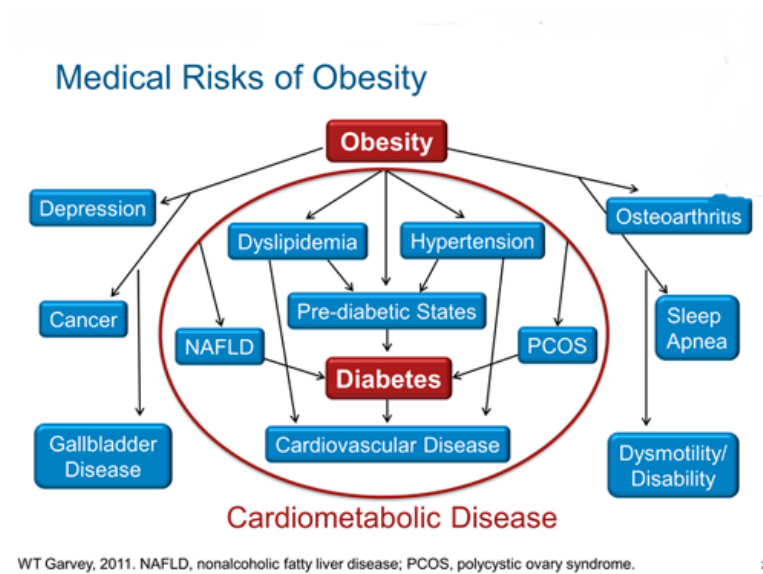 Medical Risks of Obesity
Obesity
Depression
Osteoarthritis
Dyslipidemia
Hypertension
Cancer
Pre-diabetic States
Sleep
Apnea
NAFLD
PCOS
Diabetes
Gallbladder
Disease
Cardiovascular Disease
Dysmotility/
Disability
Cardiometabolic Disease
WT Garvey, 2011. NAFLD, nonalcoholic fatty liver disease; PCOS, polycystic ovary syndrome.